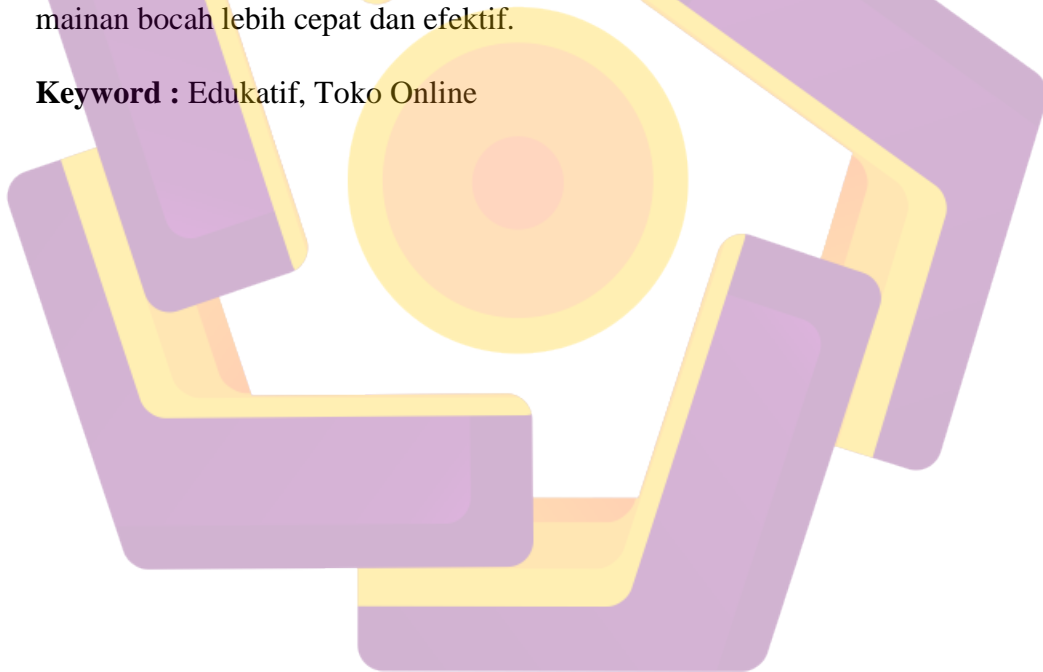 mainan bocah lebih cepat dan efektif.
Keyword : Edukatif, Toko Online